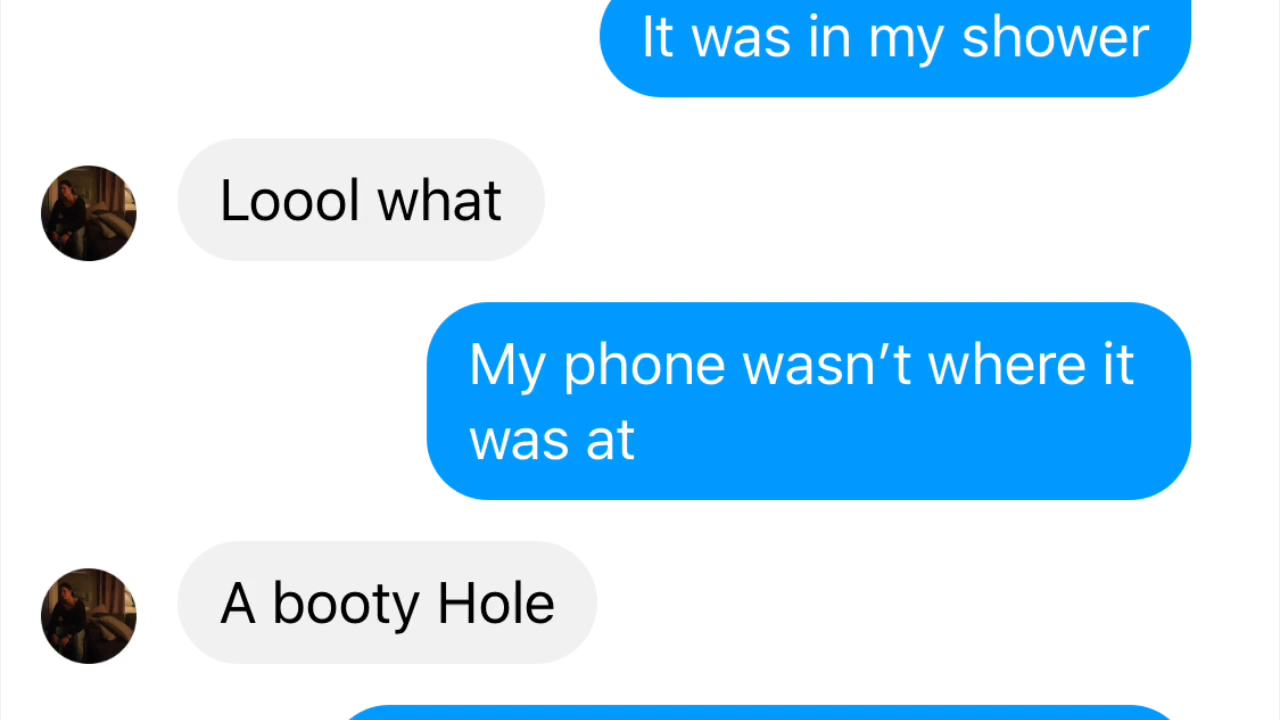 It was in my shower
Loool what
My phone wasn’t where it
was at
A booty Hole